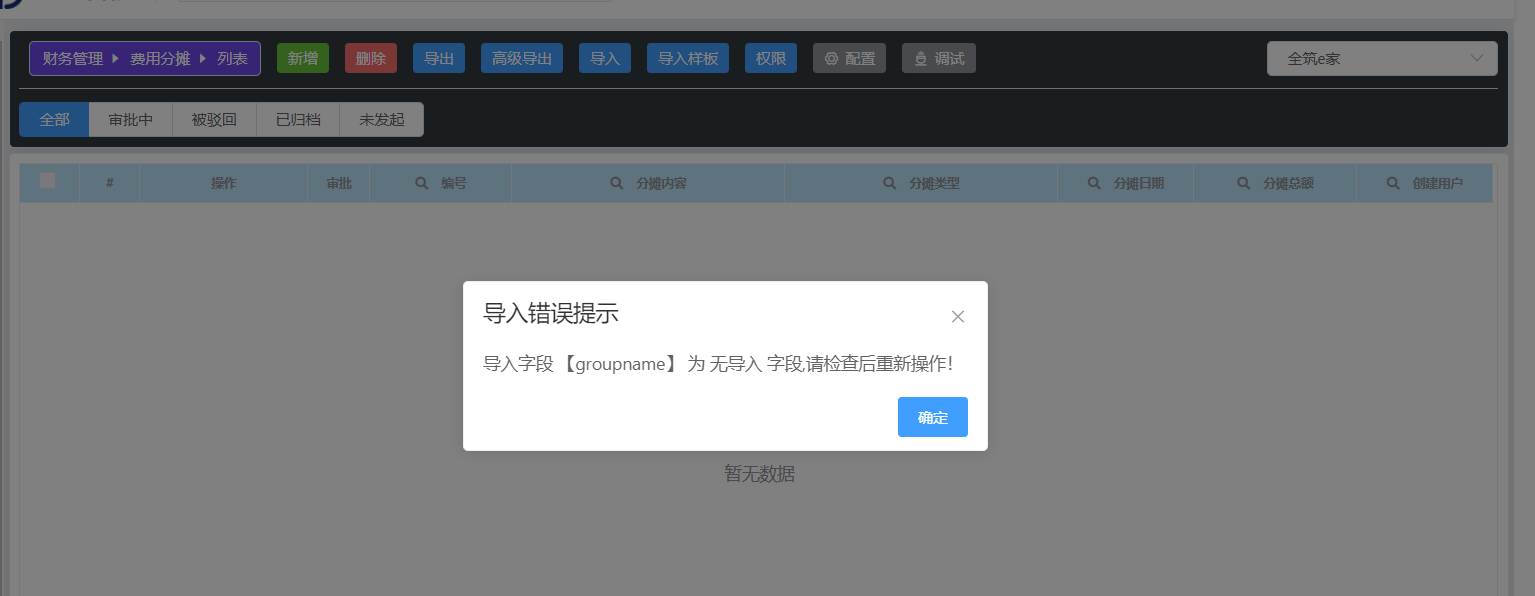 财务管理 费用分摊 列表 新增 删除 导出 高级导出 导入 导入样板 权限 配置 调试 全筑e家
全部 审批中 被驳回 已归档 未发起
# 操作 审批 编号 分摊内容 分摊类型 分摊日期 分摊总额 创建用户
导入错误提示
导入字段 【groupname】 为 无导入 字段,请检查后重新操作!
确定
暂无数据